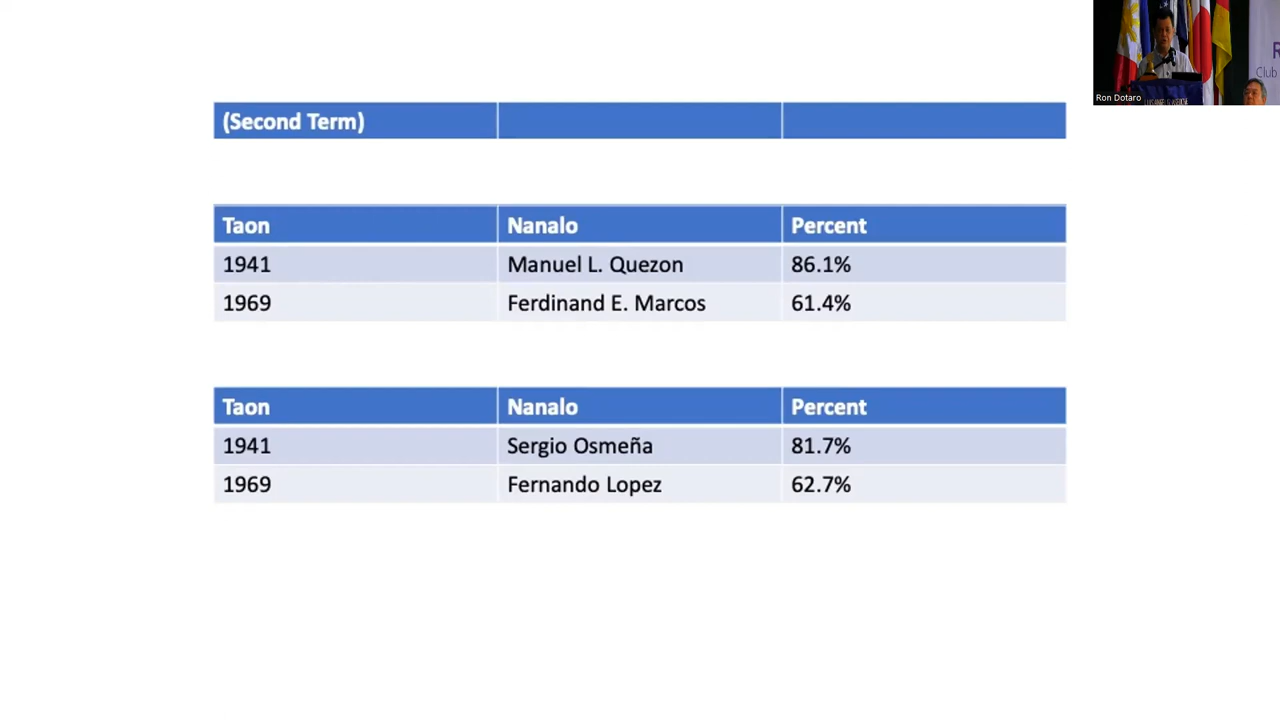 (Second Term)
Taon Nanalo Percent
1941 Manuel L. Quezon 86.1%
1969 Ferdinand E. Marcos 61.4%
Taon Nanalo Percent
1941 Sergio Osmeña 81.7%
1969 Fernando Lopez 62.7%
Ron Dotaro
R
Club